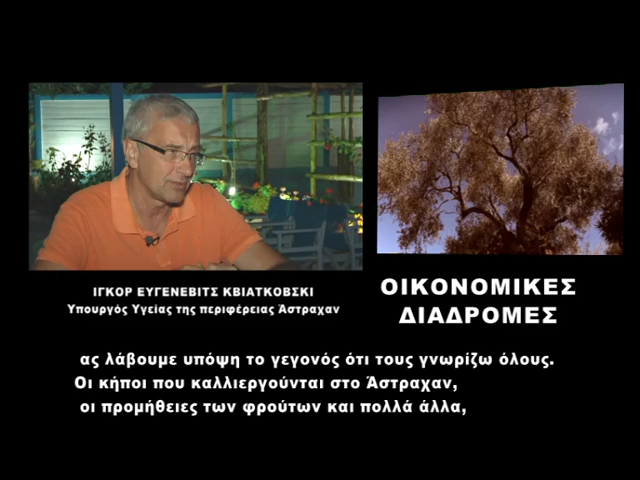 ΙΓΚΟΡ ΕΥΓΕΝΕΒΙΤΣ ΚΒΙΑΤΚΟΒΣΚΙ
Υπουργός Υγείας της περιφέρειας Άστραχαν
ΟΙΚΟΝΟΜΙΚΕΣ
ΔΙΑΔΡΟΜΕΣ
ας λάβουμε υπόψη το γεγονός ότι τους γνωρίζω όλους.
Οι κήποι που καλλιεργούνται στο Άστραχαν,
οι προμήθειες των φρούτων και πολλά άλλα,